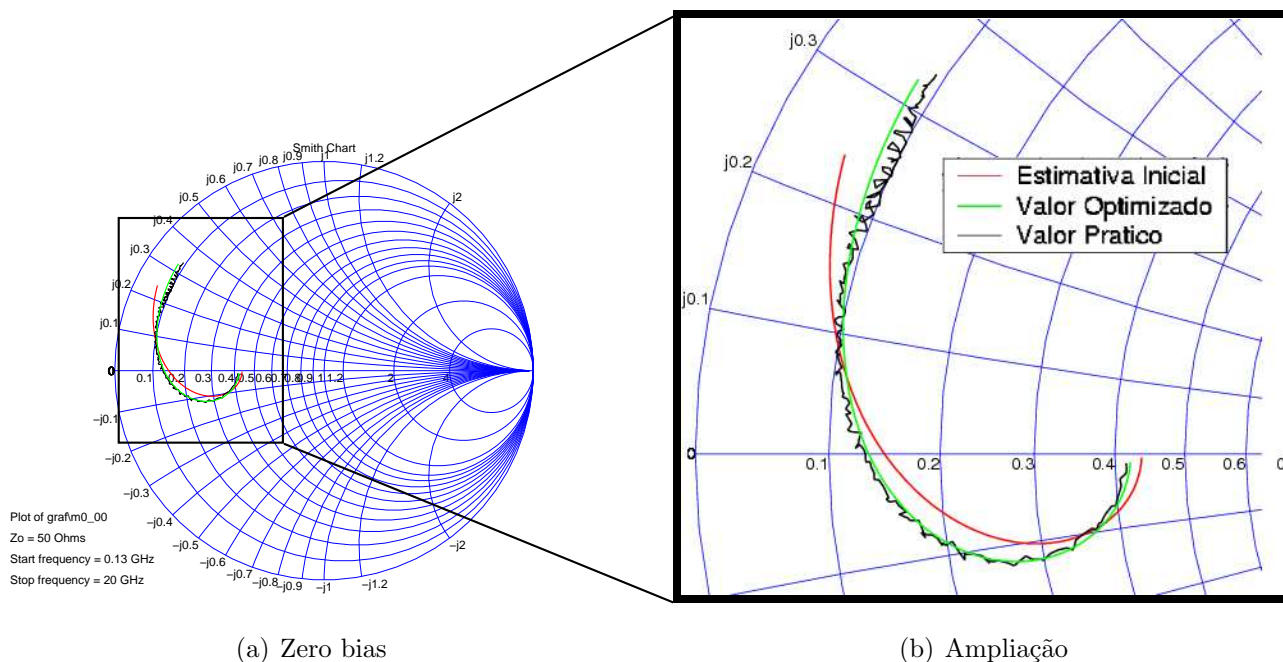 Smith Chart
j0.1
j0.2
j0.3
j0.4
j0.5
j0.6
j0.7
j0.8
j0.9
j1
j1.2
j2
0
0.1
0.2
0.3
0.4
0.5
0.6
0.7
0.8
0.9
1
1.2
2
−j0.1
−j0.2
−j0.3
−j0.4
−j0.5
−j0.6
−j0.7
−j0.8
−j0.9
−j1
−j1.2
−j2
Plot of graf\m0_00
Zo = 50 Ohms
Start frequency = 0.13 GHz
Stop frequency = 20 GHz
(a) Zero bias
j0.3
j0.2
j0.1
Estimativa Inicial
Valor Optimizado
Valor Pratico
0
0.1
0.2
0.3
0.4
0.5
0.6
0
(b) Ampliação